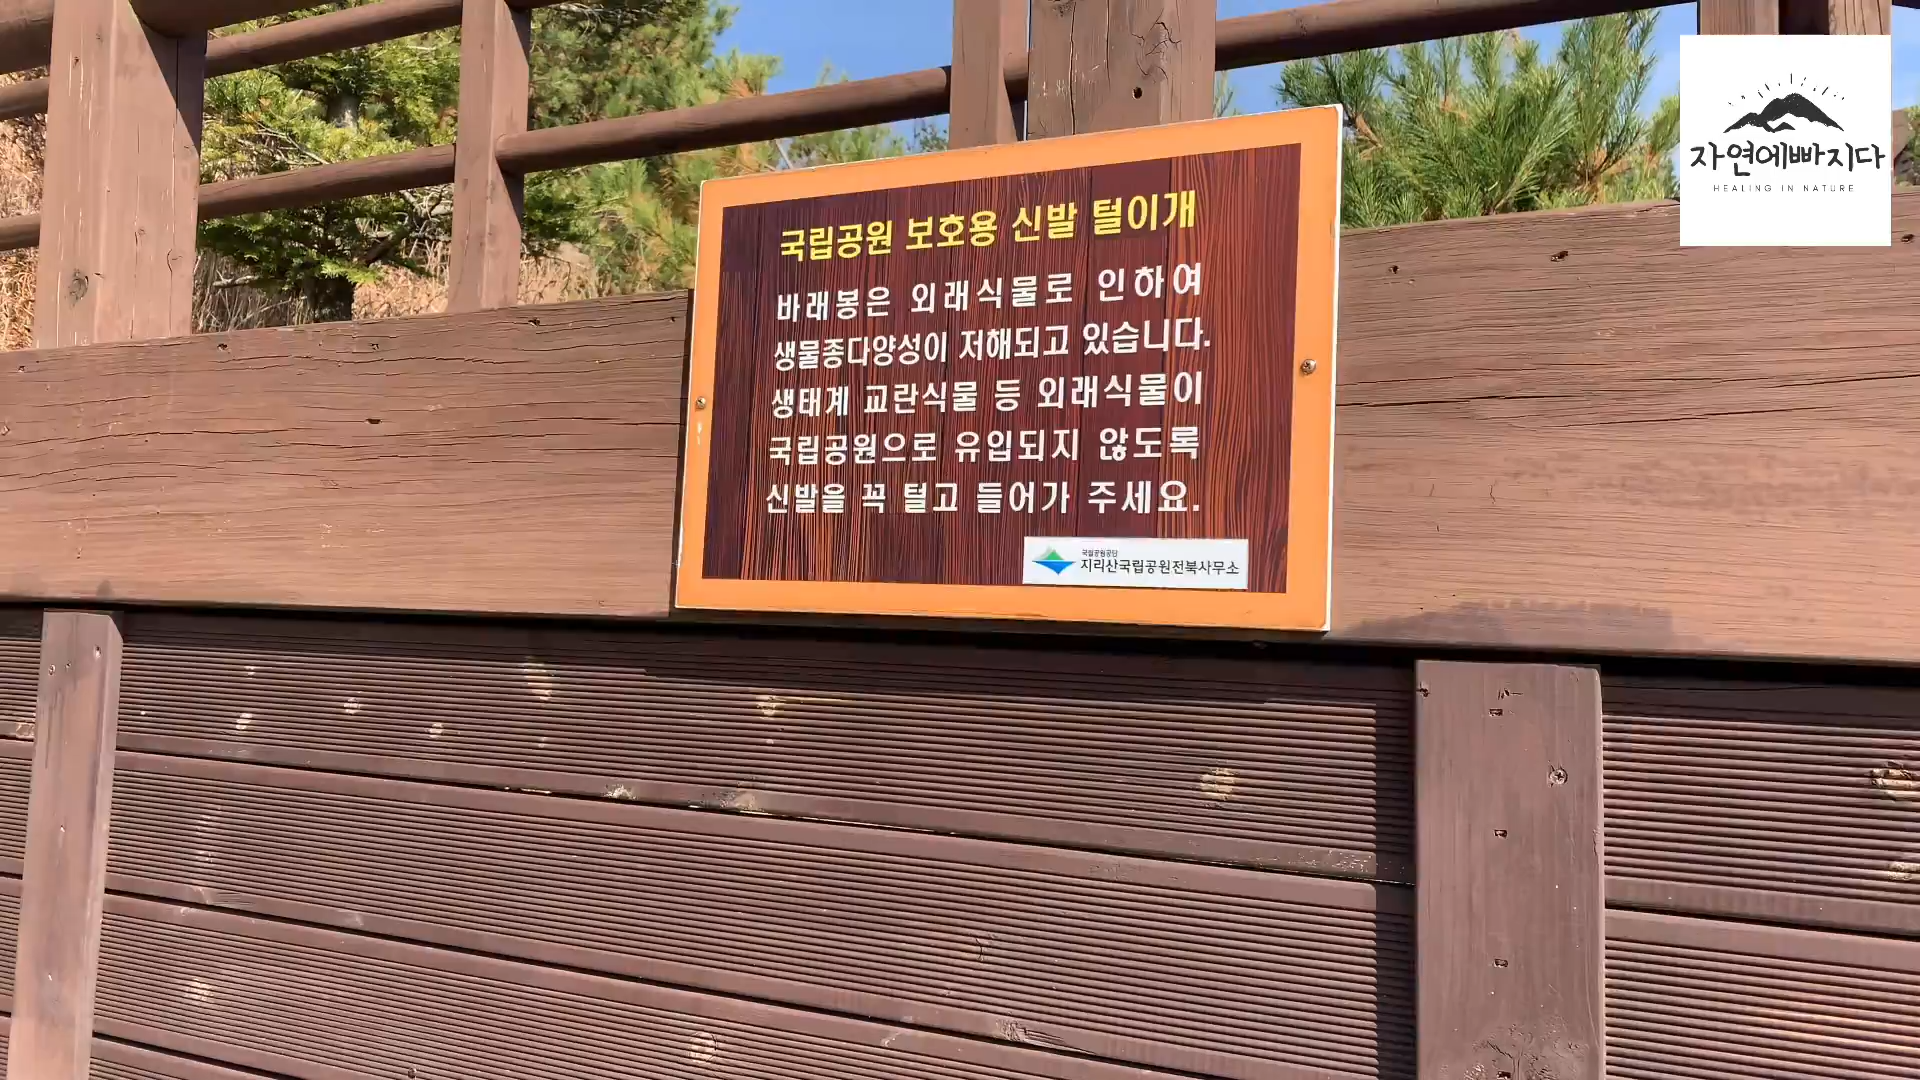 국립공원 보호용 신발 털이개
바래봉은 외래식물로 인하여
생물종다양성이 저해되고 있습니다.
생태계 교란식물 등 외래식물이
국립공원으로 유입되지 않도록
신발을 꼭 털고 들어가 주세요.
국립공원공단
지리산국립공원전북사무소
자연에빠지다
HEALING IN NATURE